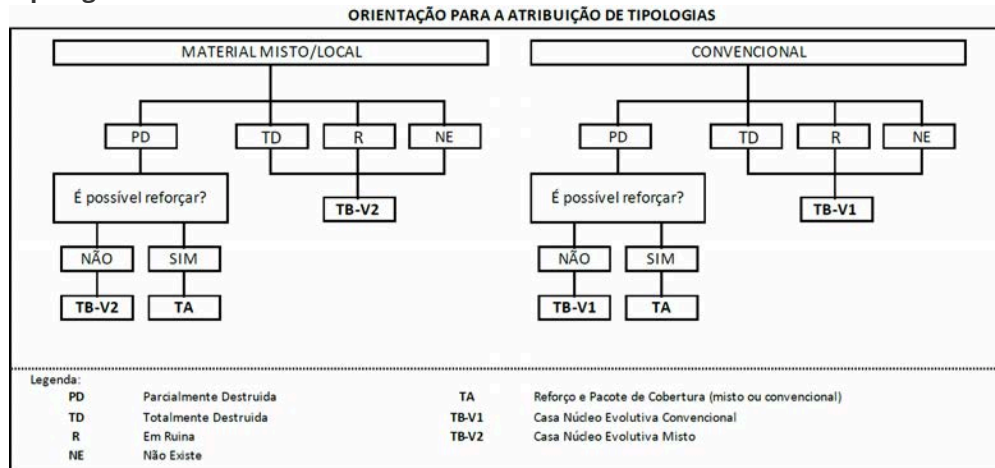 ORIENTAÇÃO PARA A ATRIBUIÇÃO DE TIPOLOGIAS
MATERIAL MISTO/LOCAL CONVENCIONAL
PD TD R NE PD TD R NE
É possível reforçar? TB-V2 É possível reforçar? TB-V1
NÃO SIM NÃO SIM
TB-V2 TA TB-V1 TA
Legenda:
PD Parcialmente Destruida TA Reforço e Pacote de Cobertura (misto ou convencional)
TD Totalmente Destruida TB-V1 Casa Núcleo Evolutiva Convencional
R Em Ruina TB-V2 Casa Núcleo Evolutiva Misto
NE Não Existe